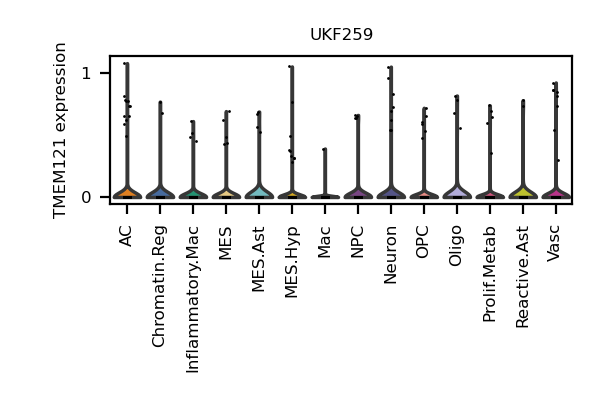 UKF259
TMEM121 expression
1
0
AC
Chromatin.Reg
Inflammatory.Mac
MES
MES.Ast
MES.Hyp
Mac
NPC
Neuron
OPC
Oligo
Prolif.Metab
Reactive.Ast
Vasc